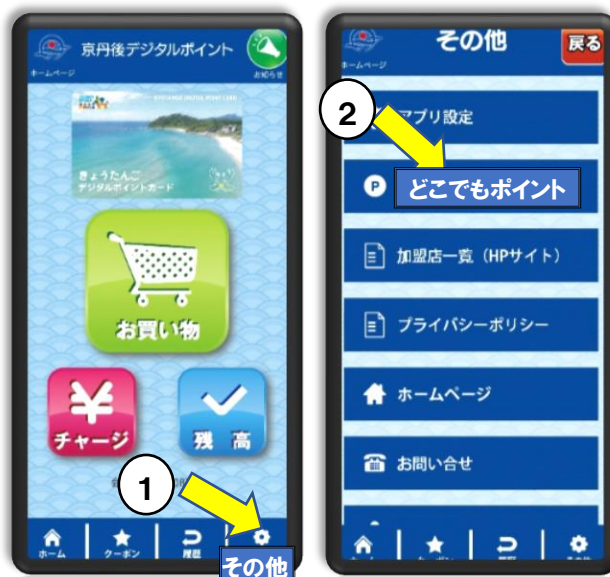 京丹後デジタルポイント
ホームページ
お知らせ
きょうたんご
デジタルポイントカード
お買い物
チャージ
残高
1
ホーム
クーポン
履歴
その他
その他
戻る
ホームページ
2
アプリ設定
P
どこでもポイント
加盟店一覧（HPサイト）
プライバシーポリシー
ホームページ
お問い合せ